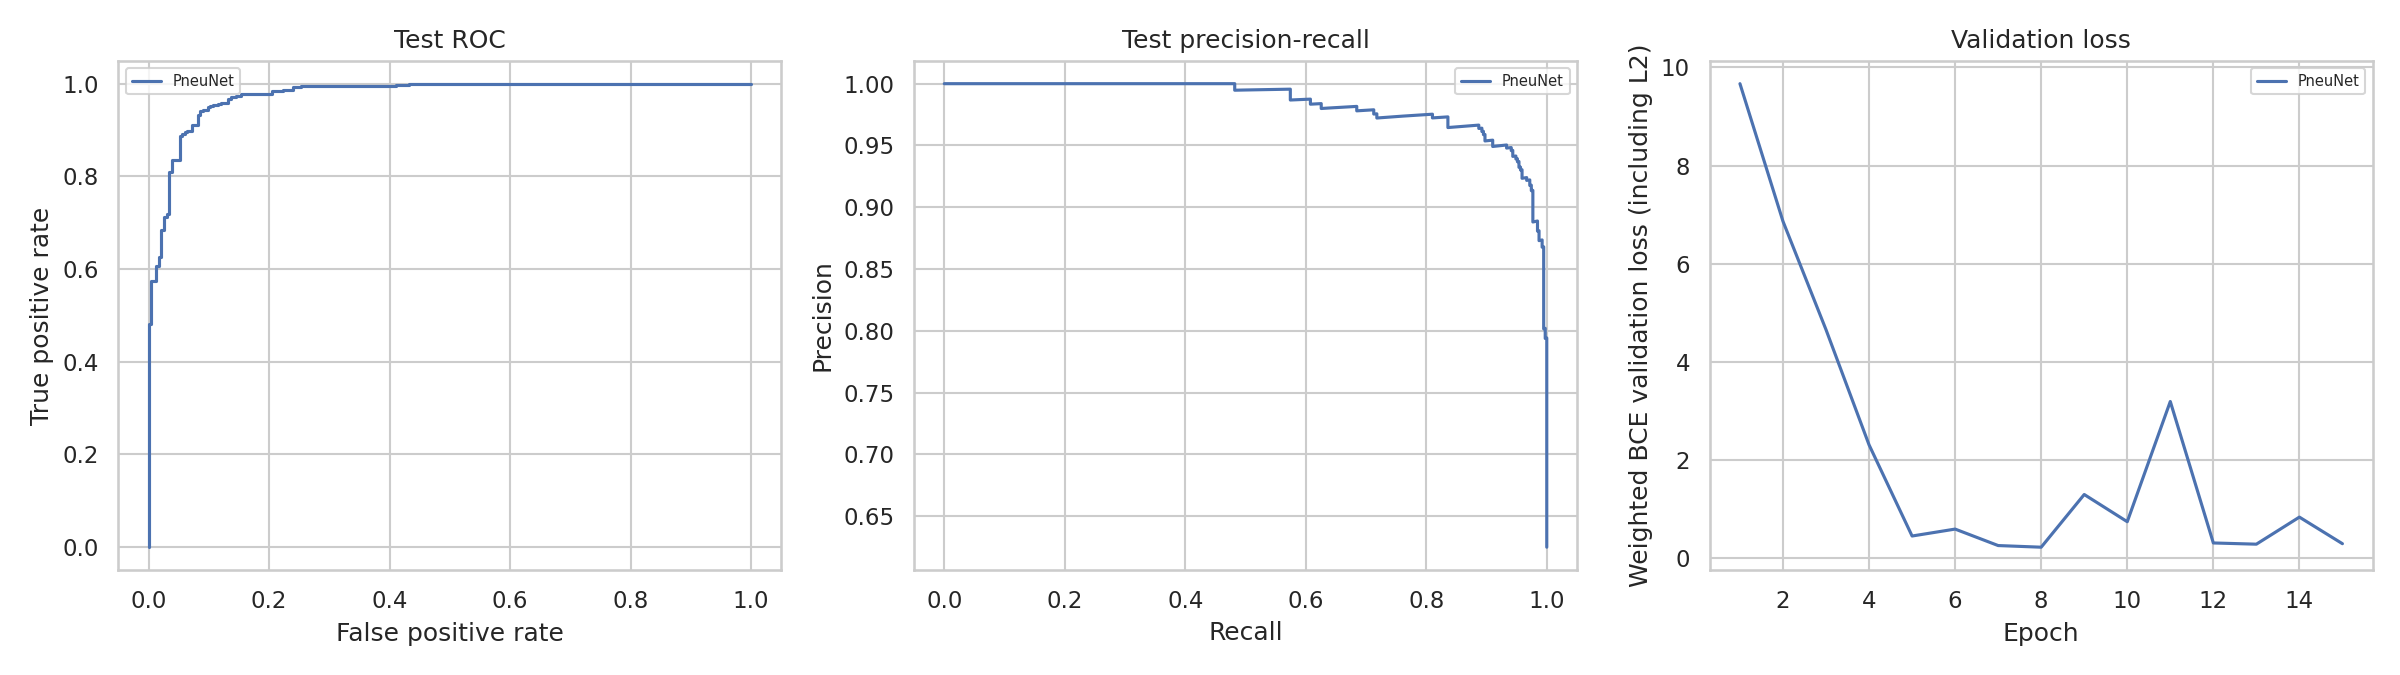 Test ROC
PneuNet
True positive rate
1.0
0.8
0.6
0.4
0.2
0.0
0.0 0.2 0.4 0.6 0.8 1.0
False positive rate
Test precision-recall
PneuNet
Precision
1.00
0.95
0.90
0.85
0.80
0.75
0.70
0.65
0.0 0.2 0.4 0.6 0.8 1.0
Recall
Validation loss
PneuNet
Weighted BCE validation loss (including L2)
10
8
6
4
2
0
2 4 6 8 10 12 14
Epoch